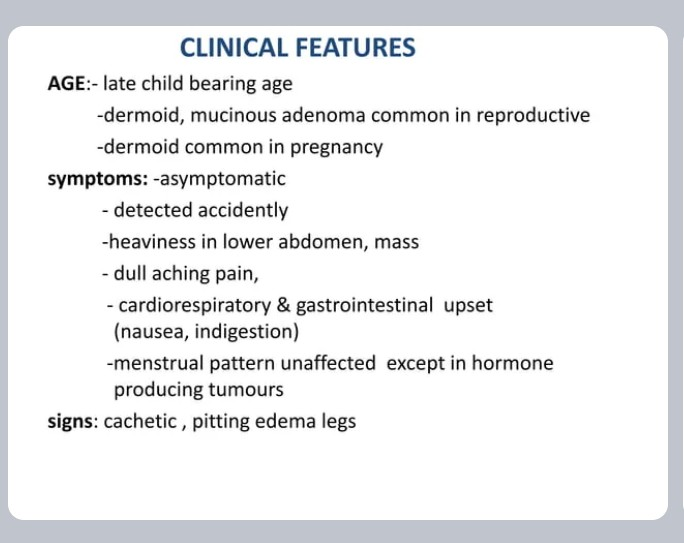 CLINICAL FEATURES
AGE:- late child bearing age
-dermoid, mucinous adenoma common in reproductive
-dermoid common in pregnancy
symptoms: -asymptomatic
- detected accidently
-heaviness in lower abdomen, mass
- dull aching pain,
- cardiorespiratory & gastrointestinal upset
(nausea, indigestion)
-menstrual pattern unaffected except in hormone
producing tumours
signs: cachetic , pitting edema legs